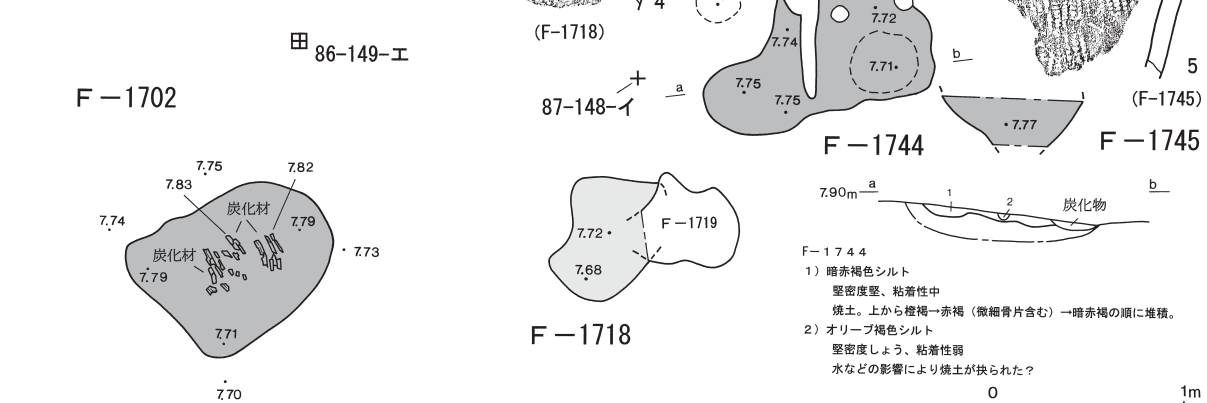 86-149-エ
F－1702
7.75
7.83
7.82
炭化材
7.74
7.79
7.73
炭化材
7.79
7.71
7.70
(F-1718)
y 4
87-148-イ
a
7.72
7.74
7.71
7.75
7.75
b
5
(F-1745)
7.77
F－1744
F－1745
F－1719
7.72
7.68
F－1718
7.90m
a
b
1
2
炭化物
F－１７４４
１）暗赤褐色シルト
堅密度堅、粘着性中
焼土。上から橙褐→赤褐（微細骨片含む）→暗赤褐の順に堆積。
２）オリーブ褐色シルト
堅密度しょう、粘着性弱
水などの影響により焼土が抉られた？
0
1m